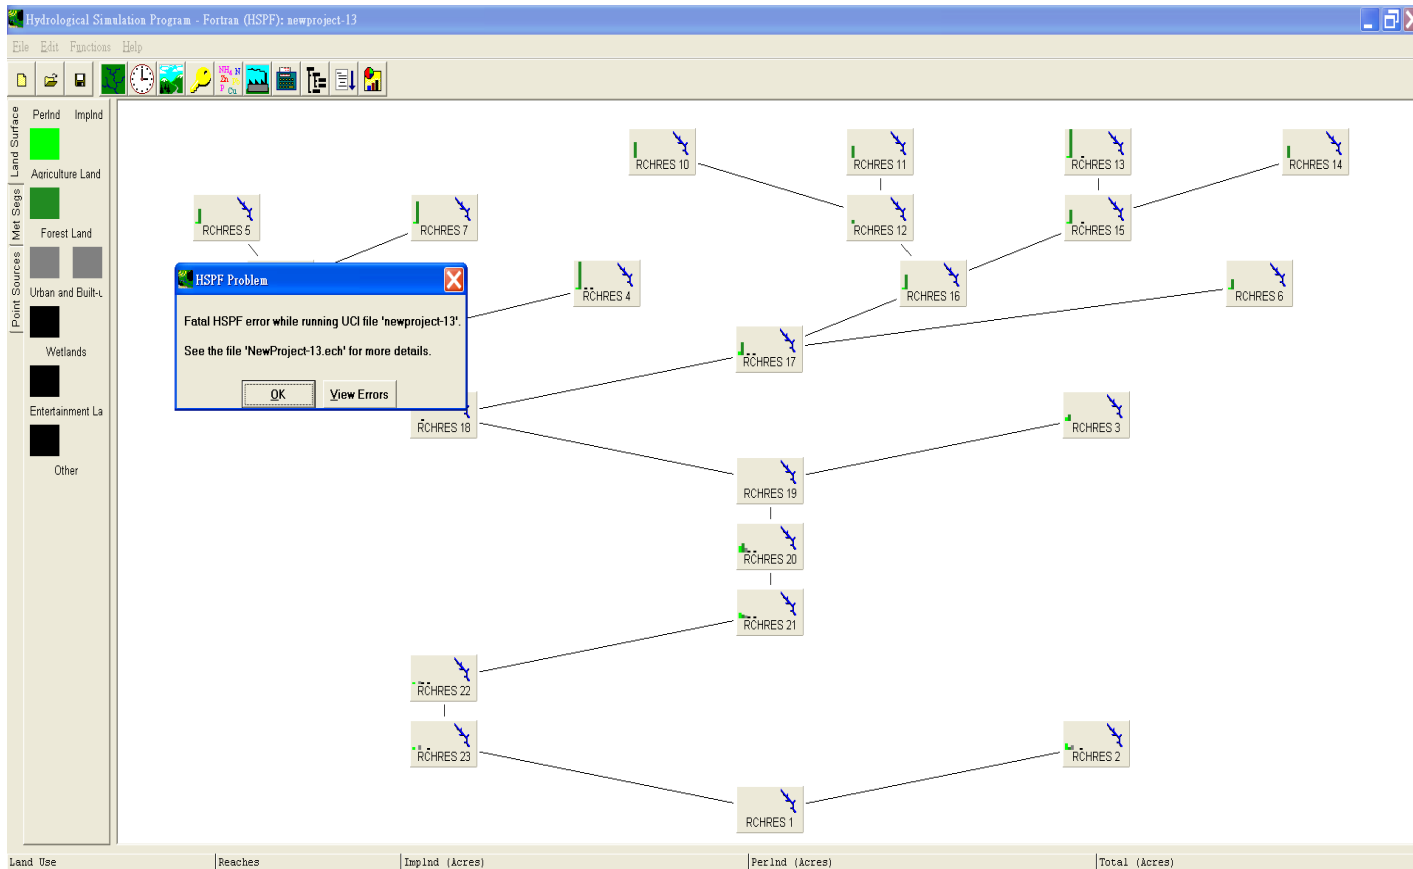 Hydrological Simulation Program - Fortran (HSPF): newproject-13
File Edit Functions Help
NH4 N
Zn
P Cu
Land Surface
Met Segs
Point Sources
PerInd ImpInd
Agriculture Land
Forest Land
Urban and Built-u
Wetlands
Entertainment La
Other
RCHRES 10
RCHRES 11
RCHRES 13
RCHRES 14
RCHRES 5
RCHRES 7
RCHRES 12
RCHRES 15
HSPF Problem
Fatal HSPF error while running UCI file 'newproject-13'.
See the file 'NewProject-13.ech' for more details.
OK View Errors
RCHRES 4
RCHRES 16
RCHRES 6
RCHRES 17
RCHRES 18
RCHRES 3
RCHRES 19
RCHRES 20
RCHRES 21
RCHRES 22
RCHRES 23
RCHRES 2
RCHRES 1
Land Use Reaches ImpInd (Acres) PerInd (Acres) Total (Acres)